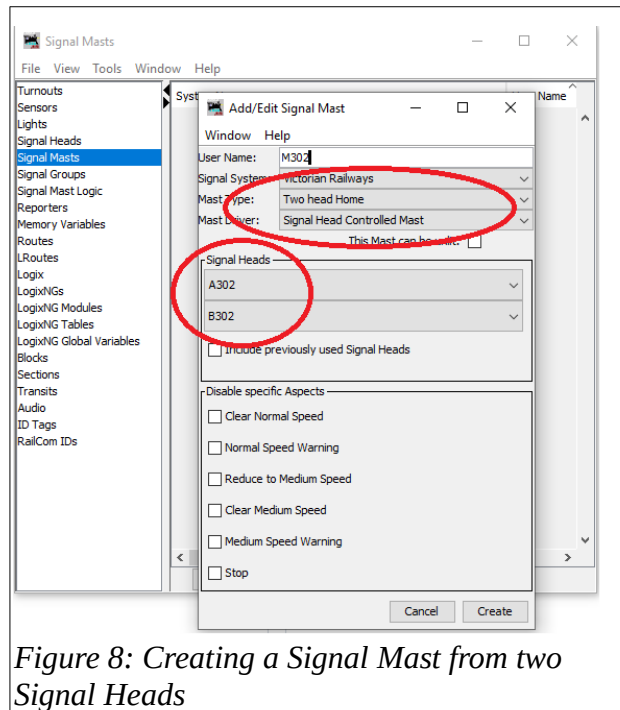 Signal Masts
File View Tools Window Help
Turnouts
Sensors
Lights
Signal Heads
Signal Masts
Signal Groups
Signal Mast Logic
Reporters
Memory Variables
Routes
LRoutes
Logix
LogixNGs
LogixNG Modules
LogixNG Tables
LogixNG Global Variables
Blocks
Sections
Transits
Audio
ID Tags
RailCom IDs
Syst
Name
Add/Edit Signal Mast
Window Help
User Name: M302
Signal System: Victorian Railways
Mast Type: Two head Home
Mast Driver: Signal Head Controlled Mast
This Mast can be unlit:
Signal Heads
A302
B302
Include previously used Signal Heads
Disable specific Aspects
Clear Normal Speed
Normal Speed Warning
Reduce to Medium Speed
Clear Medium Speed
Medium Speed Warning
Stop
Cancel Create
Figure 8: Creating a Signal Mast from two
Signal Heads